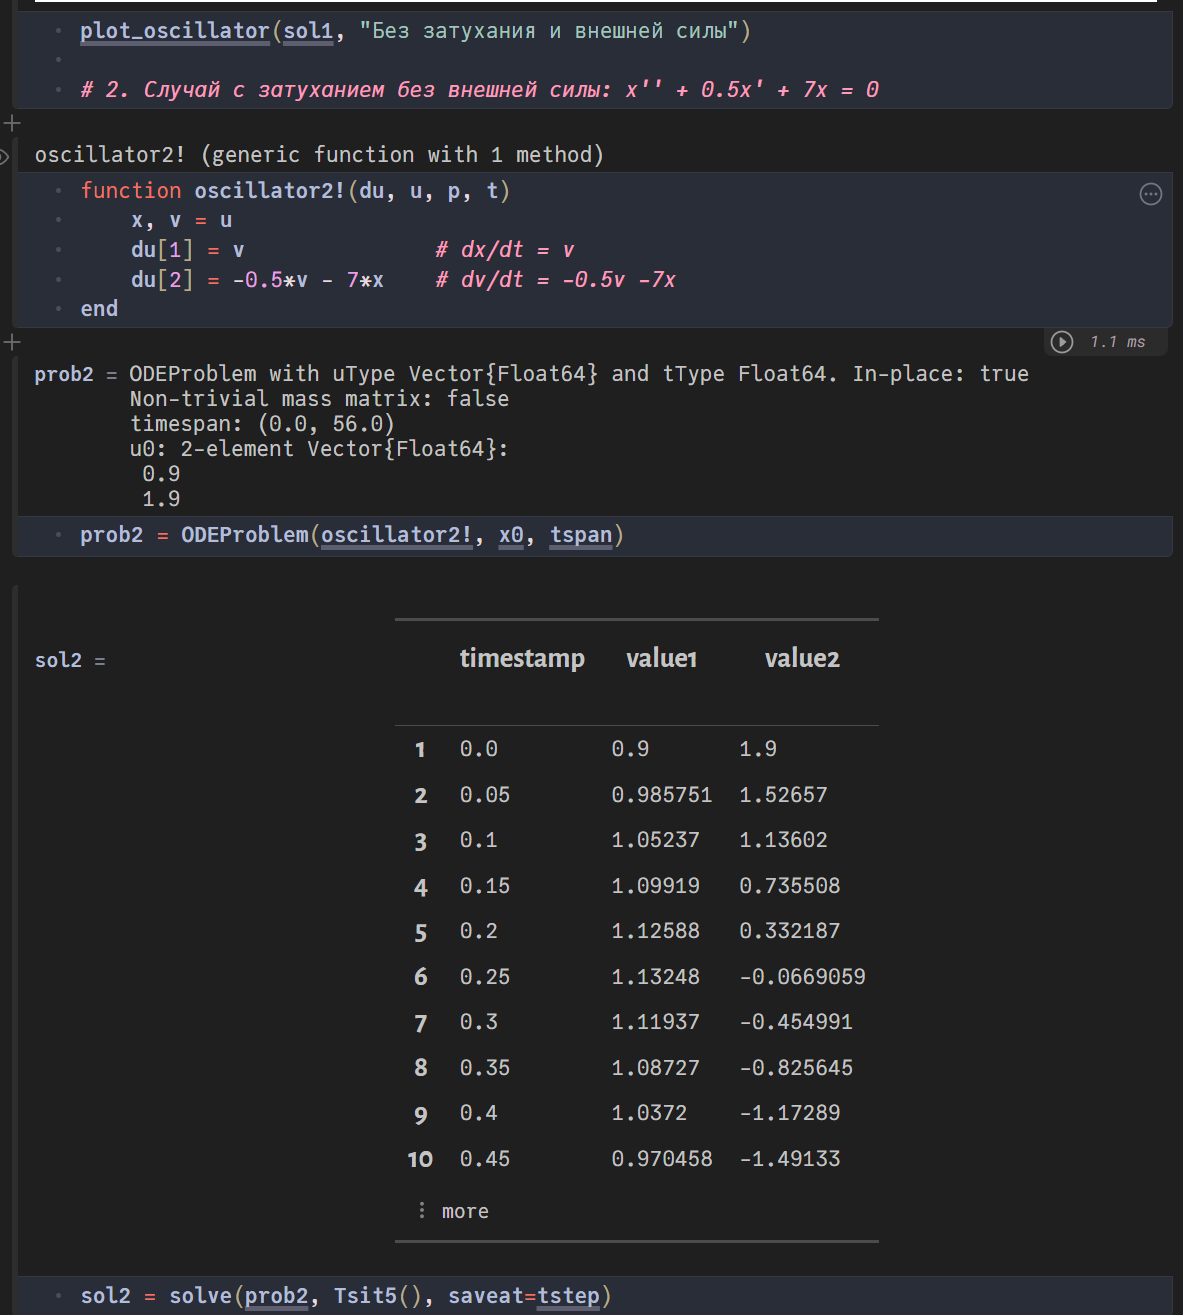 plot_oscillator(sol1, "Без затухания и внешней силы")
# 2. Случай с затуханием без внешней силы: x'' + 0.5x' + 7x = 0
oscillator2! (generic function with 1 method)
function oscillator2!(du, u, p, t)
x, v = u
du[1] = v # dx/dt = v
du[2] = -0.5*v - 7*x # dv/dt = -0.5v -7x
end
1.1 ms
prob2 = ODEProblem with uType Vector{Float64} and tType Float64. In-place: true
Non-trivial mass matrix: false
timespan: (0.0, 56.0)
u0: 2-element Vector{Float64}:
0.9
1.9
prob2 = ODEProblem(oscillator2!, x0, tspan)
sol2 =
timestamp value1 value2
1 0.0 0.9 1.9
2 0.05 0.985751 1.52657
3 0.1 1.05237 1.13602
4 0.15 1.09919 0.735508
5 0.2 1.12588 0.332187
6 0.25 1.13248 -0.0669059
7 0.3 1.11937 -0.454991
8 0.35 1.08727 -0.825645
9 0.4 1.0372 -1.17289
10 0.45 0.970458 -1.49133
⋮ more
sol2 = solve(prob2, Tsit5(), saveat=tstep)